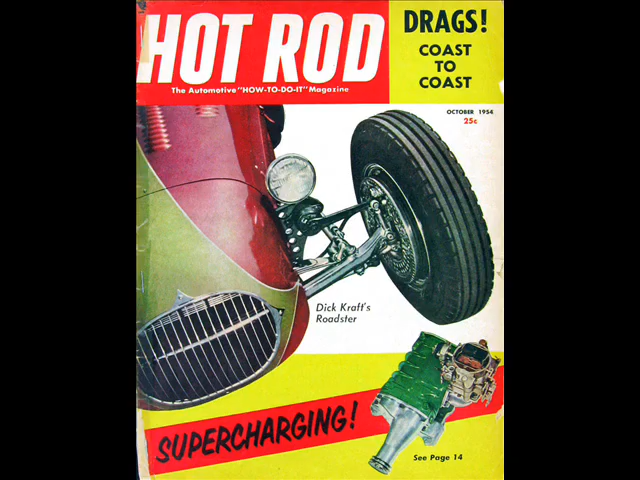 HOT ROD
The Automotive "HOW-TO-DO-IT" Magazine
DRAGS!
COAST
TO
COAST
OCTOBER 1954
25c
Dick Kraft's
Roadster
SUPERCHARGING!
See Page 14